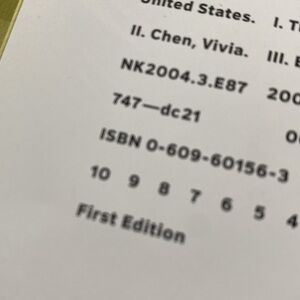 United States. I. T
II. Chen, Vivia. III. E
NK2004.3.E87 200
747—dc21
00
ISBN 0-609-60156-3
10 9 8 7 6 5 4
First Edition